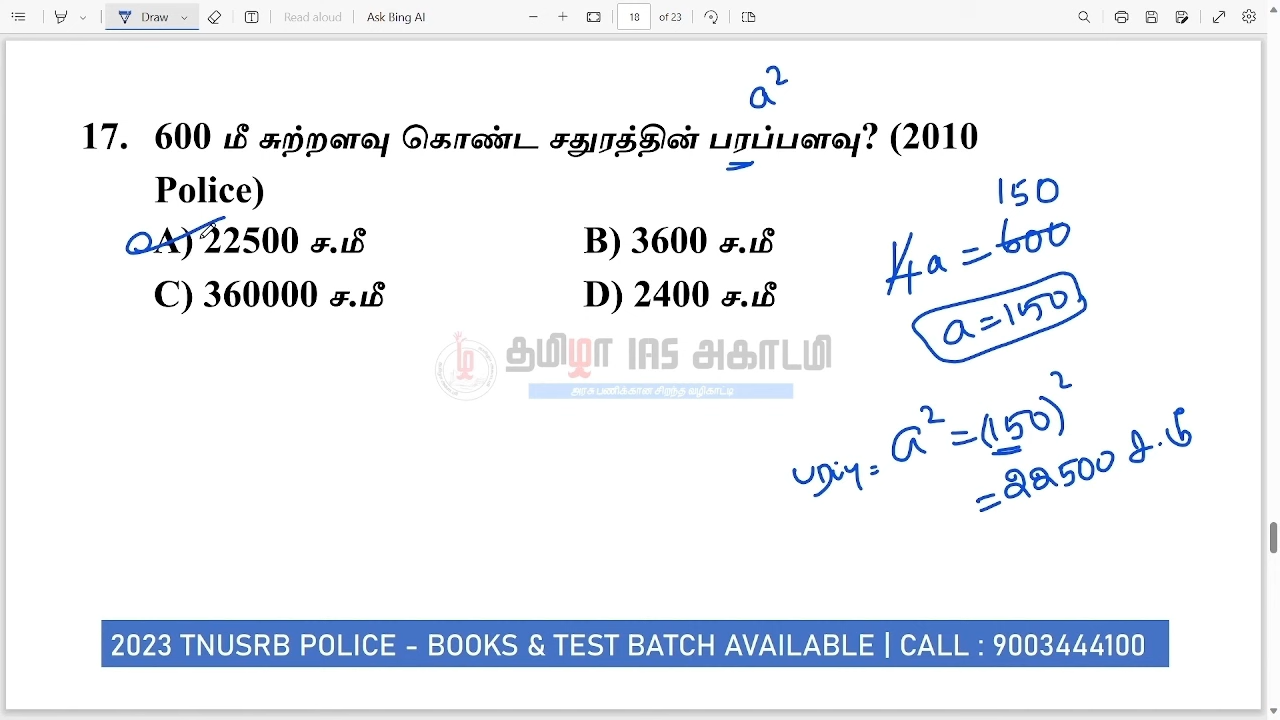 Draw
Read aloud
Ask Bing AI
18 of 23
a²
17. 600 மீ சுற்றளவு கொண்ட சதுரத்தின் பரப்பளவு? (2010
Police)
A) 22500 ச.மீ
B) 3600 ச.மீ
C) 360000 ச.மீ
D) 2400 ச.மீ
150
4a = 600
a = 150
தமிழா IAS அகாடமி
அரசு பணிக்கான சிறந்த வழிகாட்டி
a² = (150)²
= 22500 ச.மீ
2023 TNUSRB POLICE - BOOKS & TEST BATCH AVAILABLE | CALL : 9003444100